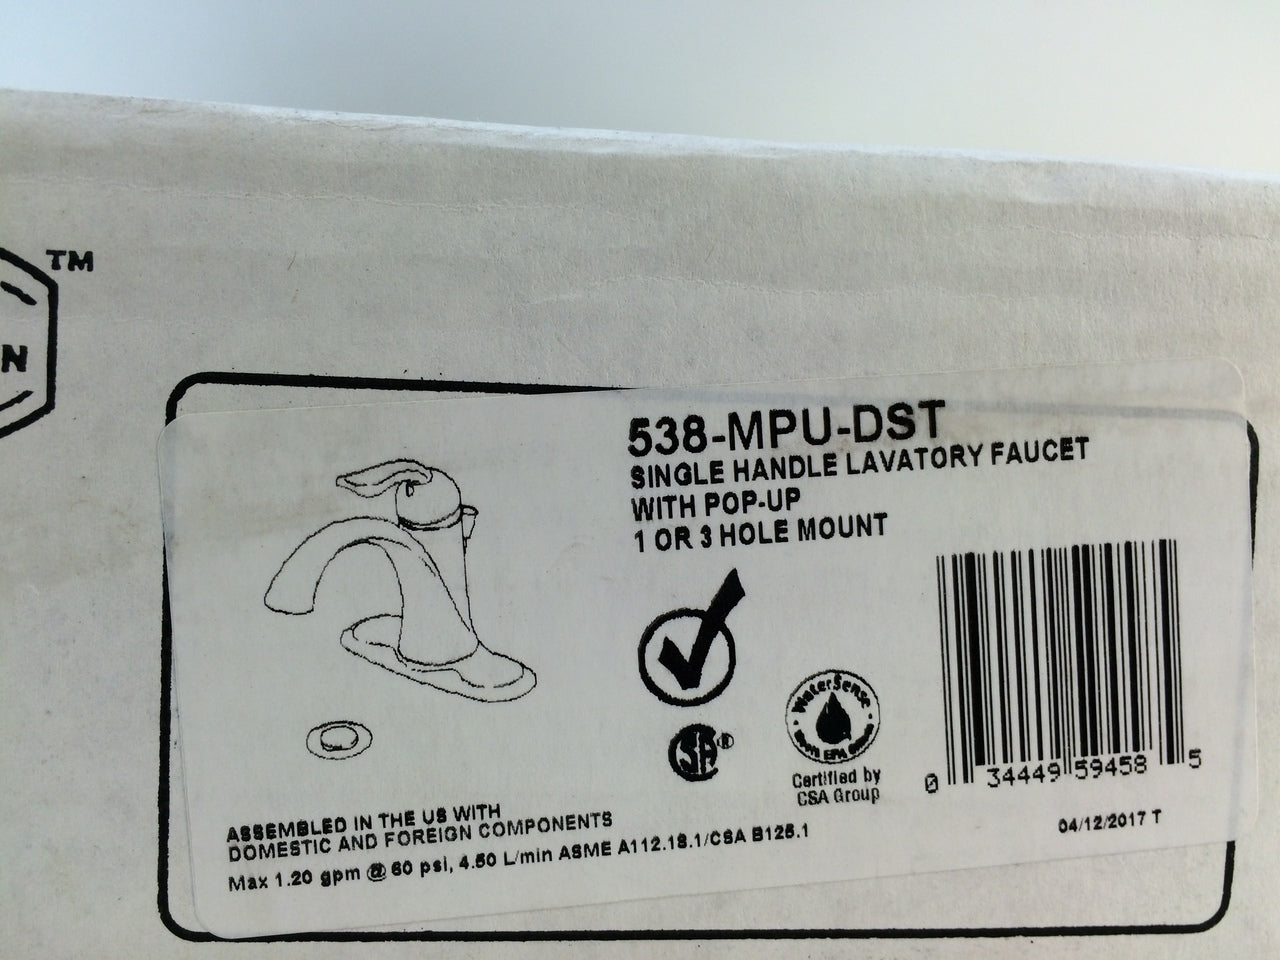 TM
N
538-MPU-DST
SINGLE HANDLE LAVATORY FAUCET
WITH POP-UP
1 OR 3 HOLE MOUNT
SA®
WaterSense
Certified by
CSA Group
0 34449 59458 5
04/12/2017 T
ASSEMBLED IN THE US WITH
DOMESTIC AND FOREIGN COMPONENTS
Max 1.20 gpm @ 60 psi, 4.50 L/min ASME A112.18.1/CSA B125.1